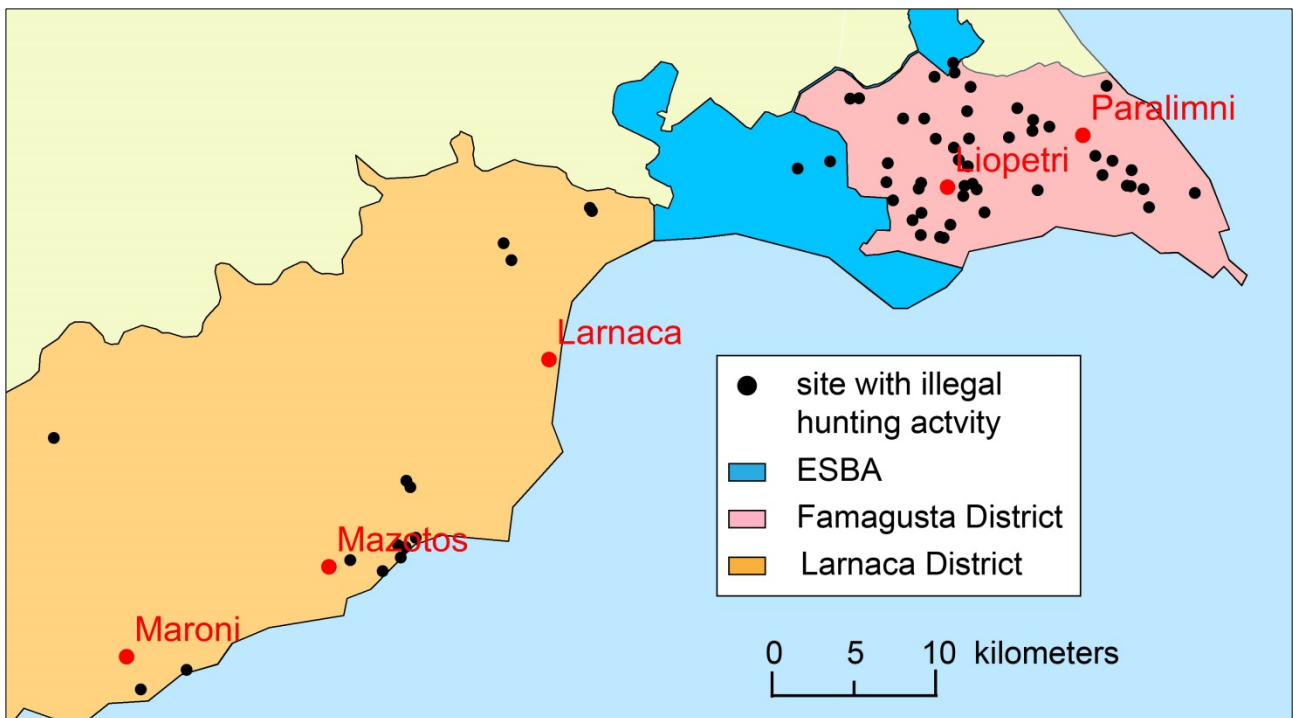 Paralimni
Liopetri
Larnaca
Mazotos
Maroni
site with illegal
hunting actvity
ESBA
Famagusta District
Larnaca District
0 5 10 kilometers